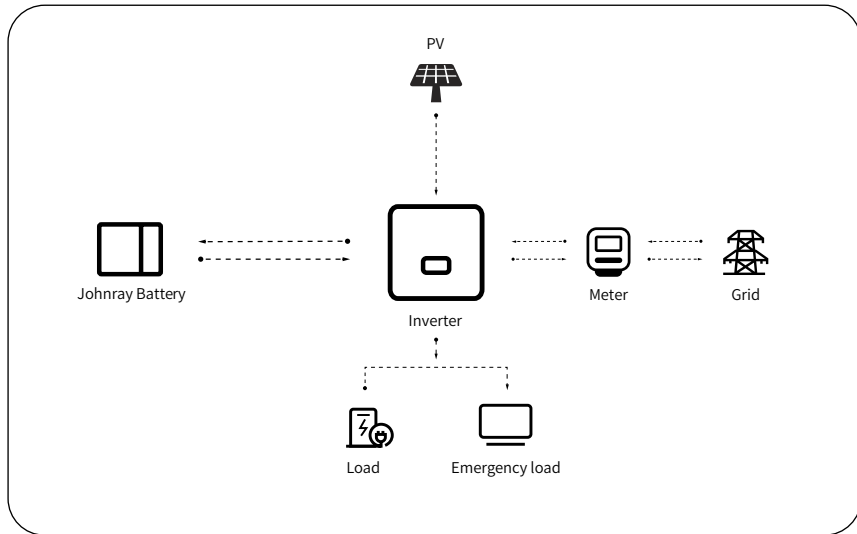 PV
Johnray Battery
Inverter
Meter
Grid
Load
Emergency load